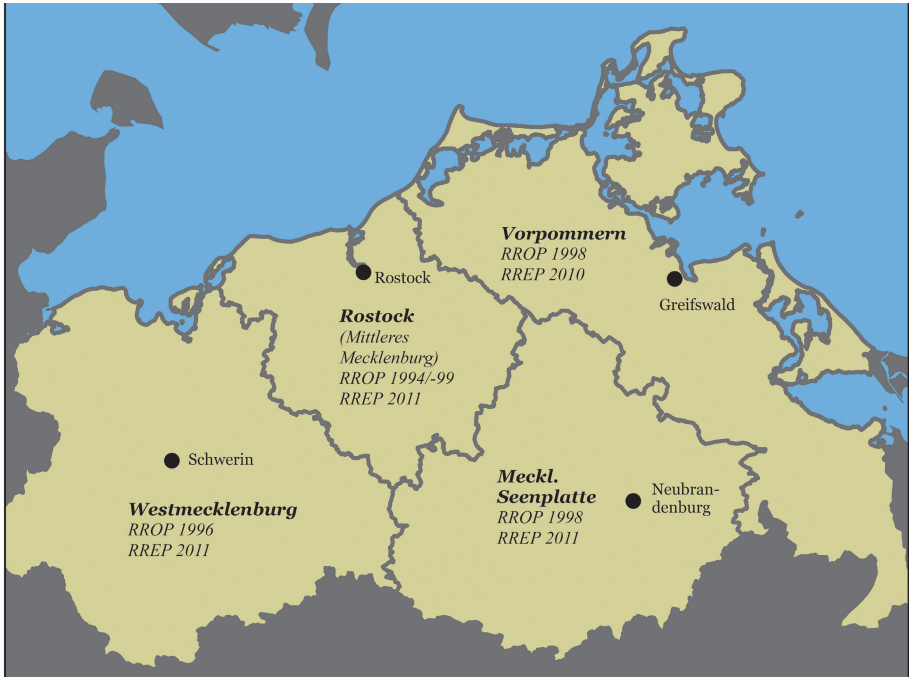 Vorpommern
RROP 1998
RREP 2010
Greifswald
Rostock
Rostock
(Mittleres
Mecklenburg)
RROP 1994/-99
RREP 2011
Schwerin
Westmecklenburg
RROP 1996
RREP 2011
Meckl.
Seenplatte
RROP 1998
RREP 2011
Neubran-
denburg